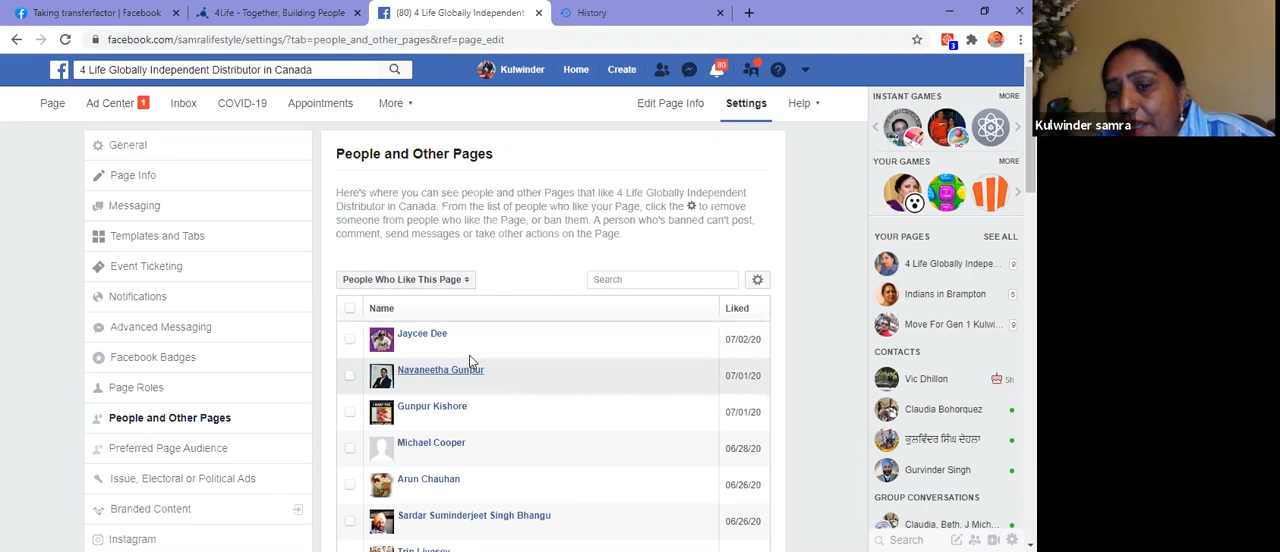 Taking transferfactor | Facebook
4Life - Together, Building People
(80) 4 Life Globally Independent
History
facebook.com/samralifestyle/settings/?tab=people_and_other_pages&ref=page_edit
3
4 Life Globally Independent Distributor in Canada
Kulwinder
Home
Create
80
Page
Ad Center 1
Inbox
COVID-19
Appointments
More
Edit Page Info
Settings
Help
General
Page Info
Messaging
Templates and Tabs
Event Ticketing
Notifications
Advanced Messaging
Facebook Badges
Page Roles
People and Other Pages
Preferred Page Audience
Issue, Electoral or Political Ads
Branded Content
Instagram
People and Other Pages
Here's where you can see people and other Pages that like 4 Life Globally Independent
Distributor in Canada. From the list of people who like your Page, click the to remove
someone from people who like the Page, or ban them. A person who's banned can't post,
comment, send messages or take other actions on the Page.
People Who Like This Page
Search
Name
Liked
Jaycee Dee
07/02/20
Navaneetha Gunpur
07/01/20
Gunpur Kishore
07/01/20
Michael Cooper
06/28/20
Arun Chauhan
06/26/20
Sardar Suminderjeet Singh Bhangu
06/26/20
Trip Livosey
INSTANT GAMES
MORE
YOUR GAMES
MORE
YOUR PAGES
SEE ALL
4 Life Globally Indepe... 9
Indians in Brampton 5
Move For Gen 1 Kulwi... 9
CONTACTS
Vic Dhillon
5h
Claudia Bohorquez
ਕੁਲਵਿੰਦਰ ਸਿੰਘ ਦੇਹਲਾ
Gurvinder Singh
GROUP CONVERSATIONS
Claudia, Beth, J Mich...
Search
Kulwinder samra